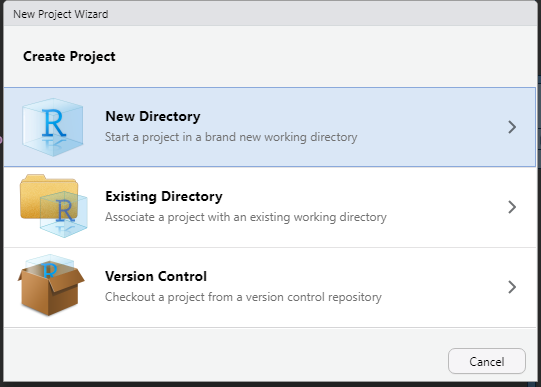 New Project Wizard
Create Project
R
New Directory
Start a project in a brand new working directory
R
Existing Directory
Associate a project with an existing working directory
R
Version Control
Checkout a project from a version control repository
Cancel